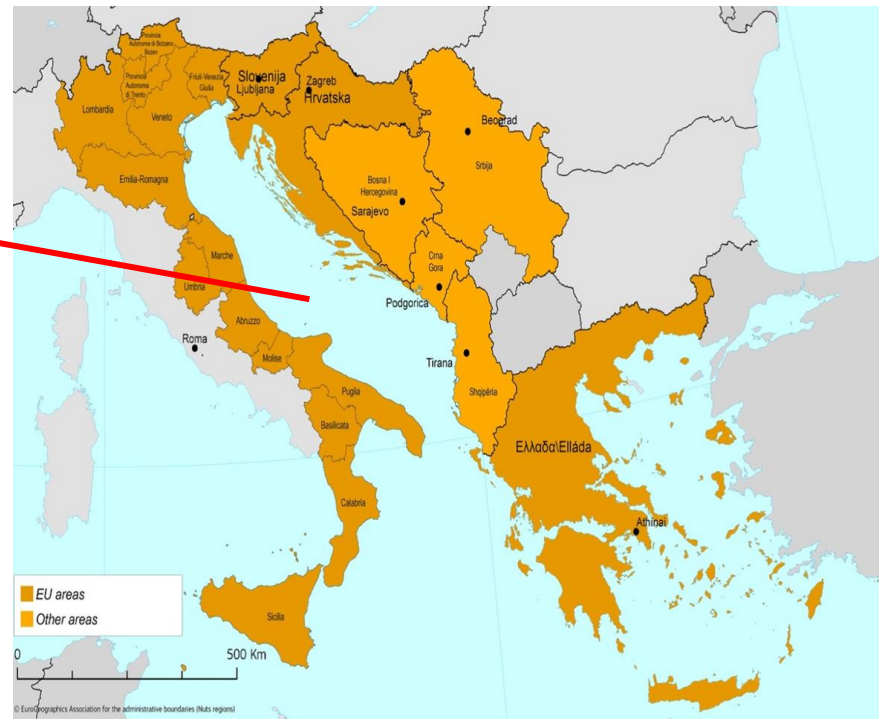 Provincia
Autonoma di Bolzano
Bozen
Provincia
Autonoma
di Trento
Friuli-Venezia
Giulia
Slovenija
Ljubljana
Zagreb
Hrvatska
Lombardia
Veneto
Beograd
Srbija
Emilia-Romagna
Bosna I
Hercegovina
Sarajevo
Marche
Crna
Gora
Umbria
Podgorica
Abruzzo
Roma
Molise
Tirana
Puglia
Shqipëria
Basilicata
Ελλαδα\Elláda
Calabria
Athínai
EU areas
Other areas
Sicilia
0
500 Km
© EuroGeographics Association for the administrative boundaries (Nuts regions)